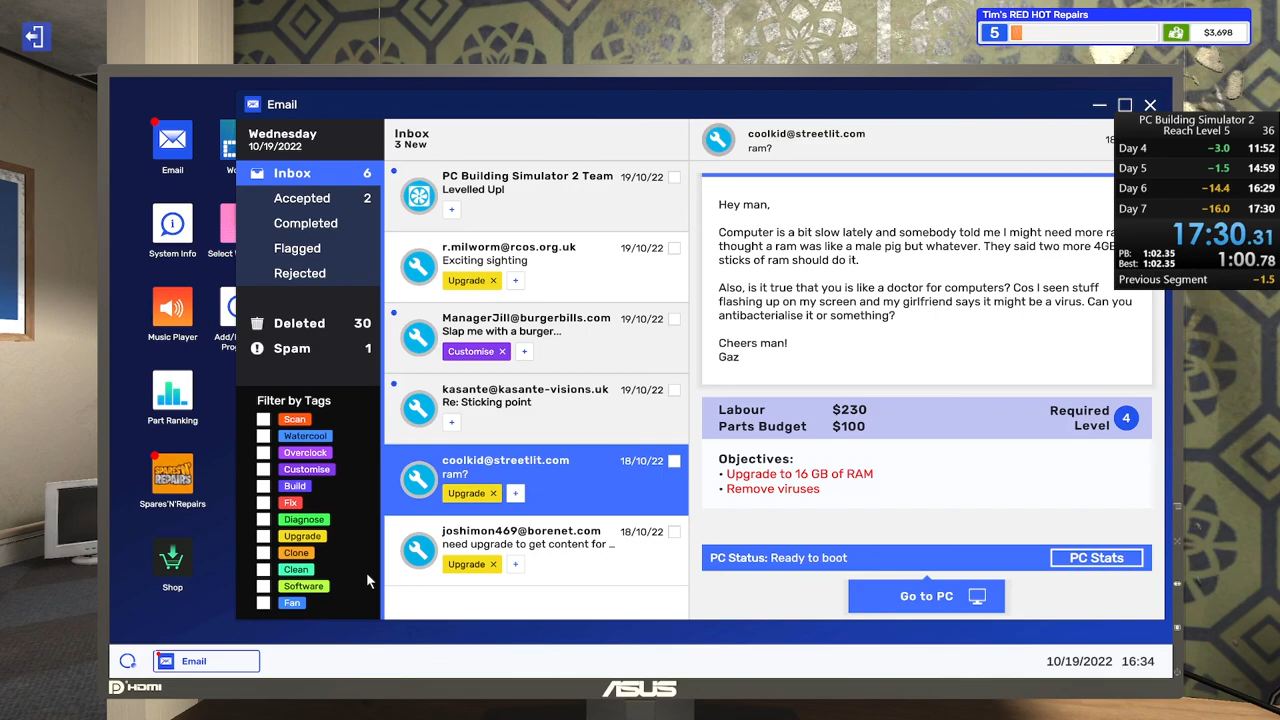 Tim's RED HOT Repairs
5
$3,698
Email
Wednesday
10/19/2022
Inbox 6
Accepted 2
Completed
Flagged
Rejected
Deleted 30
Spam 1
Filter by Tags
Scan
Watercool
Overclock
Customise
Build
Fix
Diagnose
Upgrade
Clone
Clean
Software
Fan
Inbox
3 New
PC Building Simulator 2 Team 19/10/22
Levelled Up!
+
r.milworm@rcos.org.uk 19/10/22
Exciting sighting
Upgrade × +
ManagerJill@burgerbills.com 19/10/22
Slap me with a burger...
Customise × +
kasante@kasante-visions.uk 19/10/22
Re: Sticking point
+
coolkid@streetlit.com 18/10/22
ram?
Upgrade × +
joshimon469@borenet.com 18/10/22
need upgrade to get content for ...
Upgrade × +
coolkid@streetlit.com 18
ram?
Hey man,
Computer is a bit slow lately and somebody told me I might need more ra
thought a ram was like a male pig but whatever. They said two more 4GB
sticks of ram should do it.
Also, is it true that you is like a doctor for computers? Cos I seen stuff
flashing up on my screen and my girlfriend says it might be a virus. Can you
antibacterialise it or something?
Cheers man!
Gaz
Labour $230
Parts Budget $100
Required
Level 4
Objectives:
• Upgrade to 16 GB of RAM
• Remove viruses
PC Status: Ready to boot
PC Stats
Go to PC
PC Building Simulator 2
Reach Level 5 36
Day 4 -3.0 11:52
Day 5 -1.5 14:59
Day 6 -14.4 16:29
Day 7 -16.0 17:30
17:30.31
PB: 1:02.35
Best: 1:02.35
1:00.78
Previous Segment -1.5
Email
System Info
Select W
Music Player
Add/
Pro
Part Ranking
SPARES'N'
REPAIRS
Spares'N'Repairs
Shop
Email
10/19/2022 16:34
HDMI
ASUS